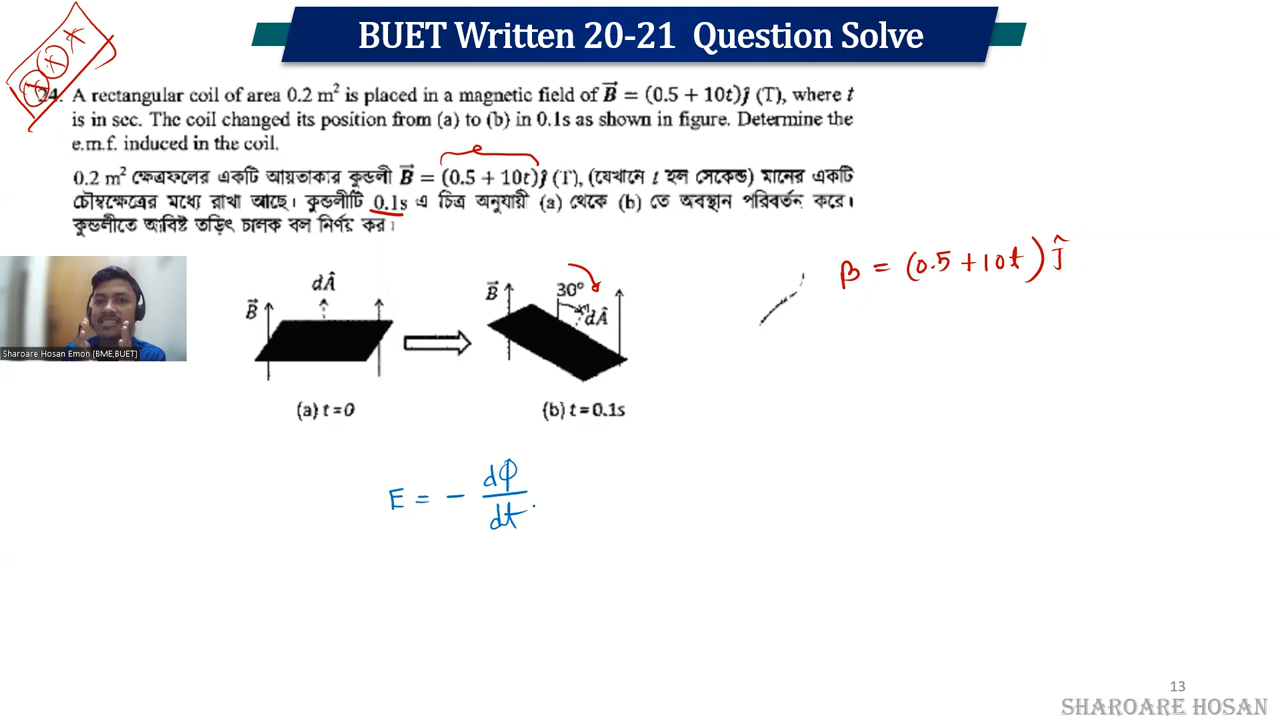 BUET Written 20-21 Question Solve
24. A rectangular coil of area 0.2 m² is placed in a magnetic field of B⃗ = (0.5 + 10t)ĵ (T), where t
is in sec. The coil changed its position from (a) to (b) in 0.1s as shown in figure. Determine the
e.m.f. induced in the coil.
0.2 m² ক্ষেত্রফলের একটি আয়তাকার কুন্ডলী B⃗ = (0.5 + 10t)ĵ (T), (যেখানে t হল সেকেন্ড) মানের একটি
চৌম্বক্ষেত্রের মধ্যে রাখা আছে। কুন্ডলীটি 0.1s এ চিত্র অনুযায়ী (a) থেকে (b) তে অবস্থান পরিবর্তন করে।
কুন্ডলীতে আবিষ্ট তড়িৎ চালক বল নির্ণয় কর।
B = (0.5 + 10t) ĵ
dÂ
B⃗
B⃗
30°
dÂ
Sharoare Hosan Emon [BME,BUET]
(a) t = 0
(b) t = 0.1s
E = - dφ/dt
13
SHAROARE HOSAN